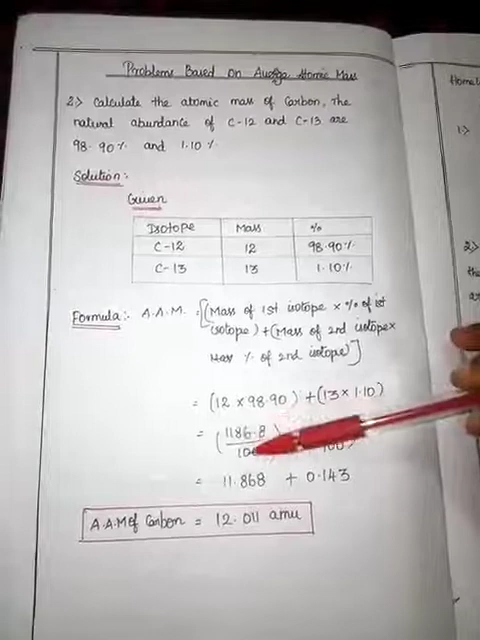 Problems Based on Average Atomic Mass
2> Calculate the atomic mass of Carbon, The
natural abundance of C-12 and C-13 are
98.90% and 1.10%.
Solution:-
Given
Isotope Mass %
C-12 12 98.90%
C-13 13 1.10%
Formula:- A.A.M. = [(Mass of 1st isotope × % of 1st
isotope) + (Mass of 2nd isotope ×
Mass % of 2nd isotope)]
= (12 × 98.90) + (13 × 1.10)
= (1186.8
100
= 11.868 + 0.143
A.A.M of Carbon = 12.011 amu
1>
2>